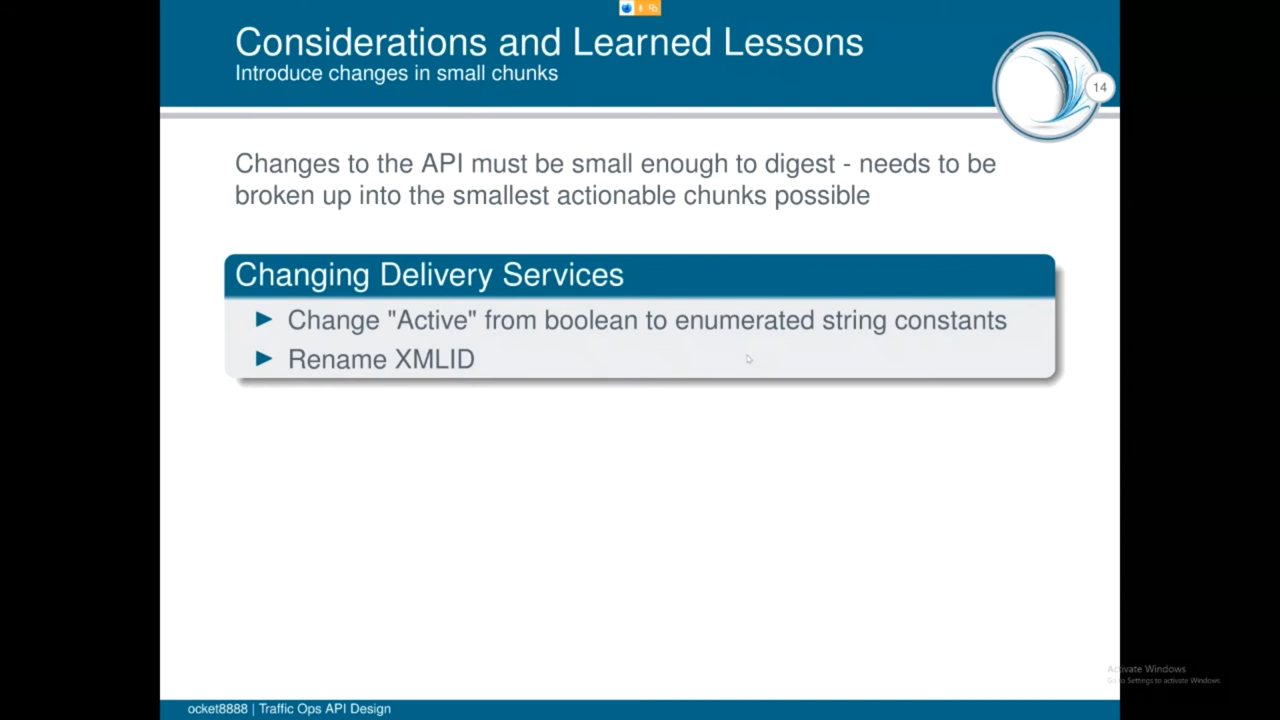 Considerations and Learned Lessons
Introduce changes in small chunks
14
Changes to the API must be small enough to digest - needs to be
broken up into the smallest actionable chunks possible
Changing Delivery Services
Change "Active" from boolean to enumerated string constants
Rename XMLID
Activate Windows
Go to Settings to activate Windows.
ocket8888 | Traffic Ops API Design